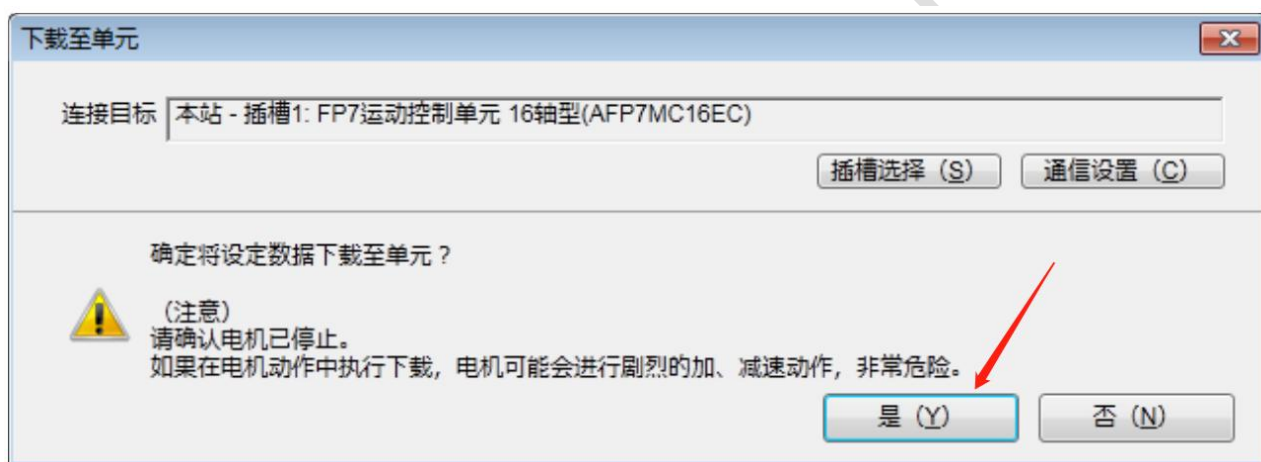 下载至单元
连接目标 本站 - 插槽1: FP7运动控制单元 16轴型(AFP7MC16EC)
插槽选择 (S) 通信设置 (C)
确定将设定数据下载至单元？
（注意）
请确认电机已停止。
如果在电机动作中执行下载，电机可能会进行剧烈的加、减速动作，非常危险。
是 (Y) 否 (N)